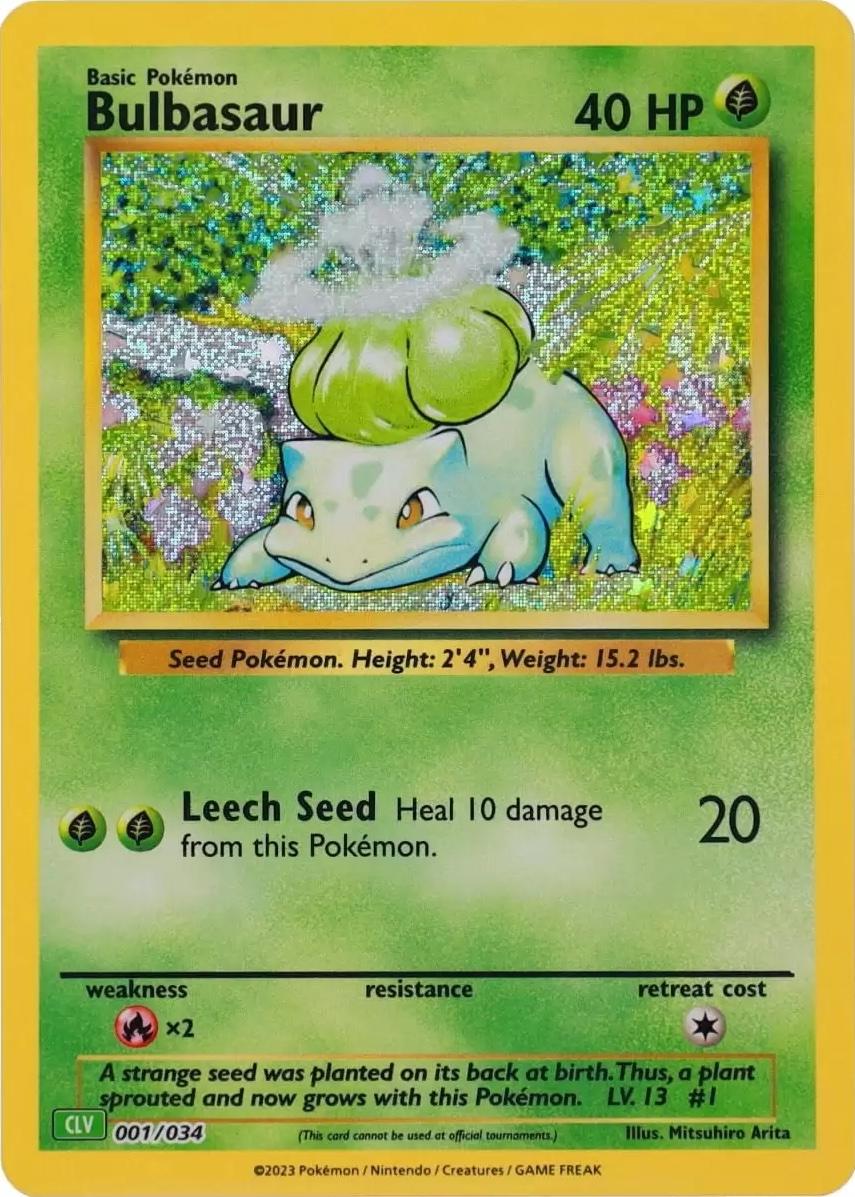 Basic Pokémon
Bulbasaur 40 HP
Seed Pokémon. Height: 2'4", Weight: 15.2 lbs.
Leech Seed Heal 10 damage 20
from this Pokémon.
weakness resistance retreat cost
×2
A strange seed was planted on its back at birth. Thus, a plant
sprouted and now grows with this Pokémon. LV. 13 #1
CLV 001/034 (This card cannot be used at official tournaments.) Illus. Mitsuhiro Arita
©2023 Pokémon / Nintendo / Creatures / GAME FREAK